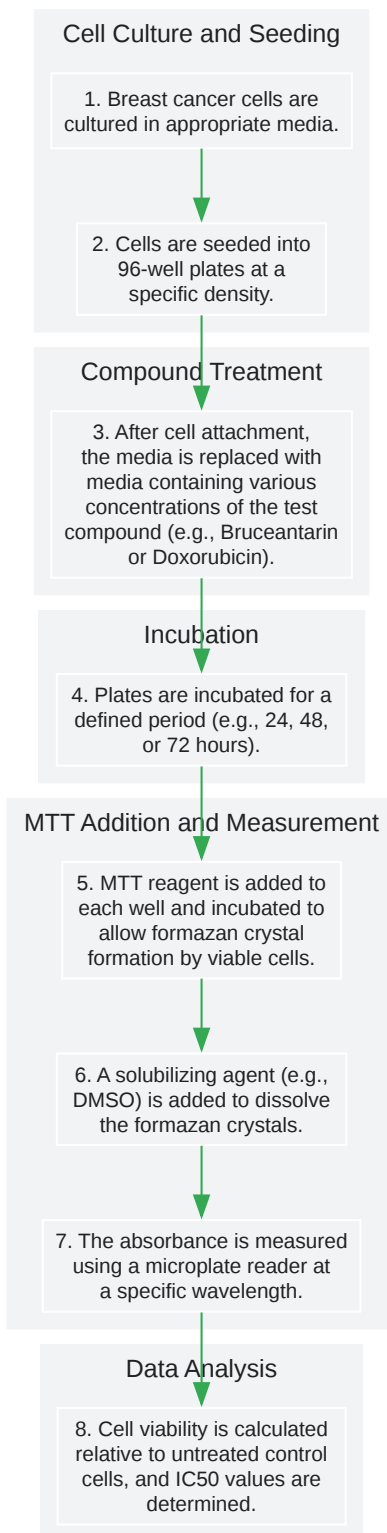 Cell Culture and Seeding
1. Breast cancer cells are
cultured in appropriate media.
2. Cells are seeded into
96-well plates at a
specific density.
Compound Treatment
3. After cell attachment,
the media is replaced with
media containing various
concentrations of the test
compound (e.g., Bruceantarin
or Doxorubicin).
Incubation
4. Plates are incubated for a
defined period (e.g., 24, 48,
or 72 hours).
MTT Addition and Measurement
5. MTT reagent is added to
each well and incubated to
allow formazan crystal
formation by viable cells.
6. A solubilizing agent (e.g.,
DMSO) is added to dissolve
the formazan crystals.
7. The absorbance is measured
using a microplate reader at
a specific wavelength.
Data Analysis
8. Cell viability is calculated
relative to untreated control
cells, and IC50 values are
determined.